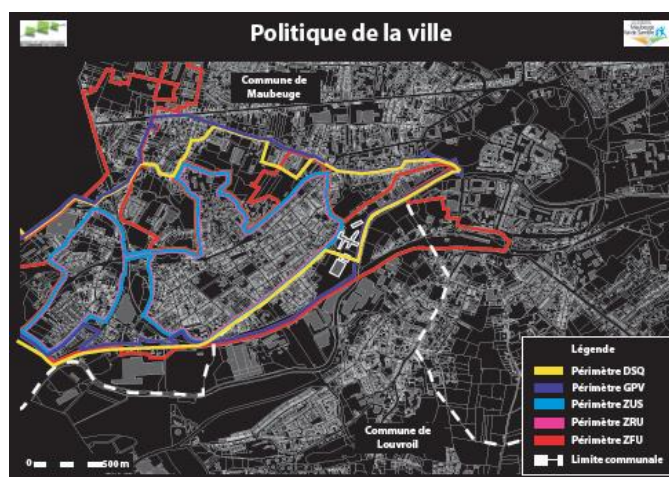 Politique de la ville
Commune de
Maubeuge
Légende
Périmètre DSQ
Périmètre GPV
Périmètre ZUS
Périmètre ZRU
Périmètre ZFU
Limite communale
Commune de
Louvroil
0 500 m